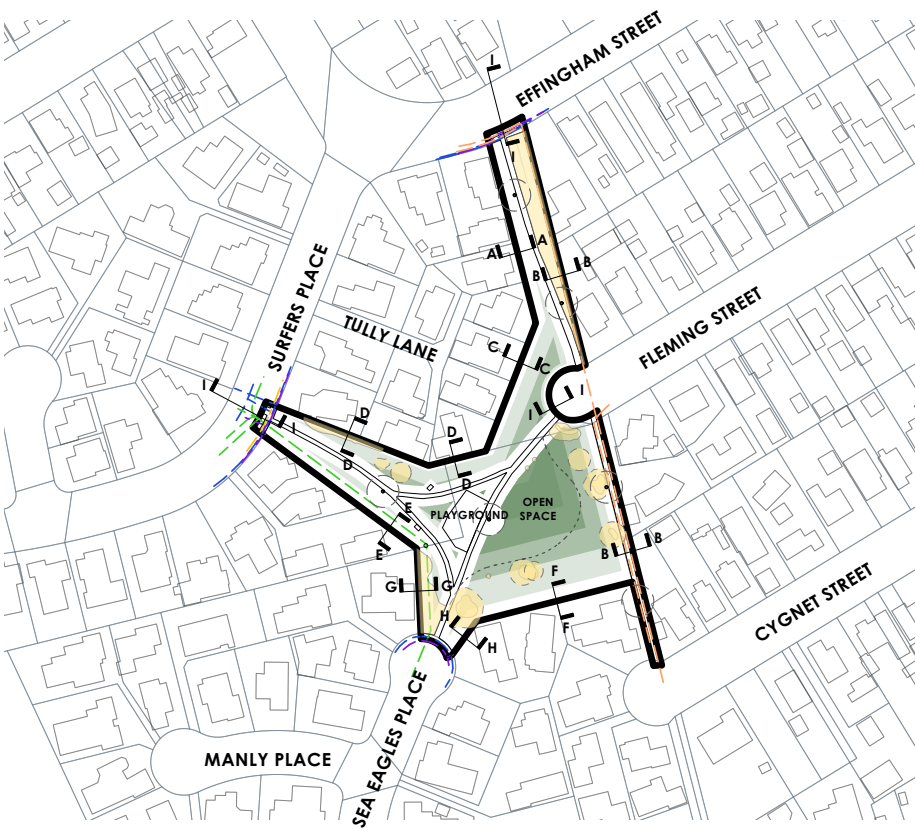 I
EFFINGHAM STREET
I
A
A
B
B
SURFERS PLACE
TULLY LANE
FLEMING STREET
C
C
I
I
I
I
D
D
D
D
E
PLAYGROUND
OPEN
SPACE
E
B
B
F
G
G
H
F
H
CYGNET STREET
SEA EAGLES PLACE
MANLY PLACE